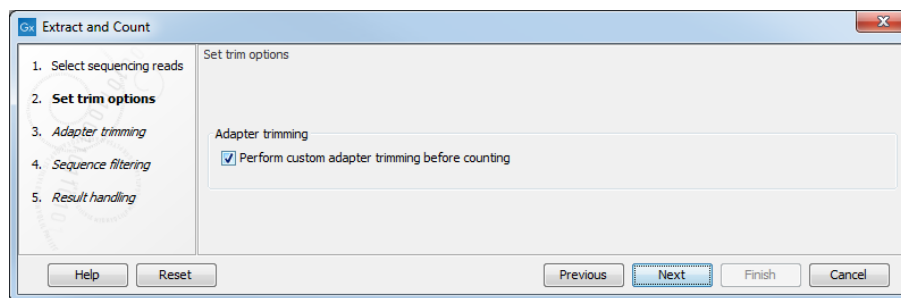 Gx Extract and Count
1. Select sequencing reads
2. Set trim options
3. Adapter trimming
4. Sequence filtering
5. Result handling
Set trim options
Adapter trimming
Perform custom adapter trimming before counting
Help Reset Previous Next Finish Cancel